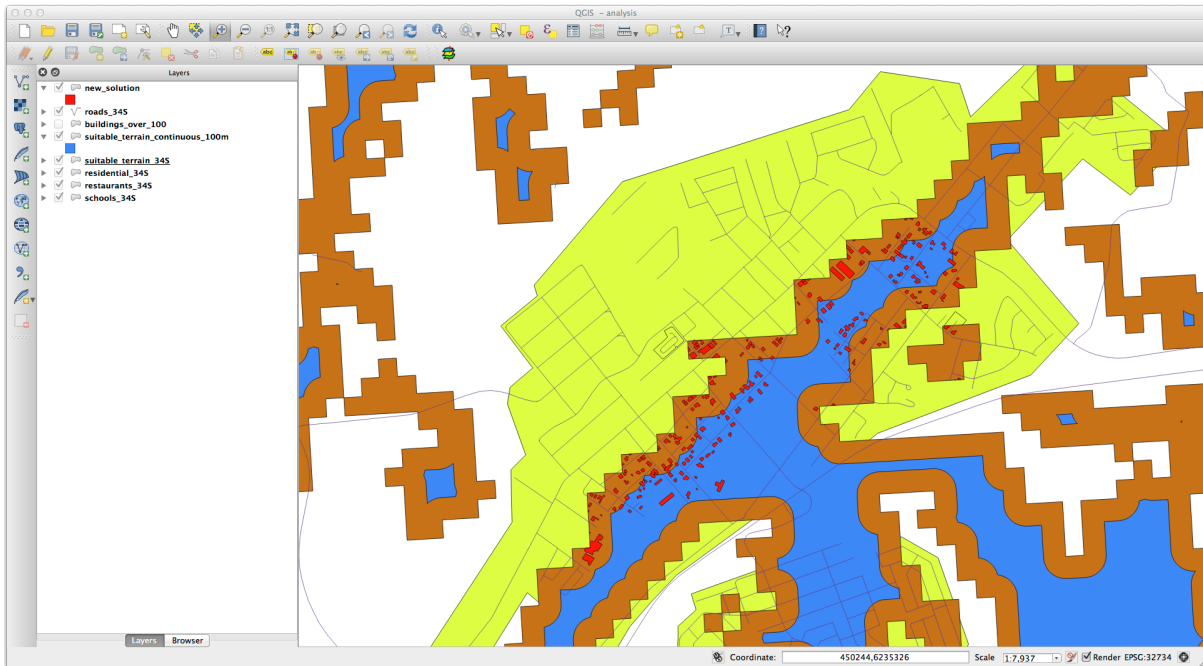 QGIS - analysis
Layers
new_solution
roads_34S
buildings_over_100
suitable_terrain_continuous_100m
suitable_terrain_34S
residential_34S
restaurants_34S
schools_34S
Layers Browser
Coordinate: 450244,6235326 Scale 1:7,937 Render EPSG:32734